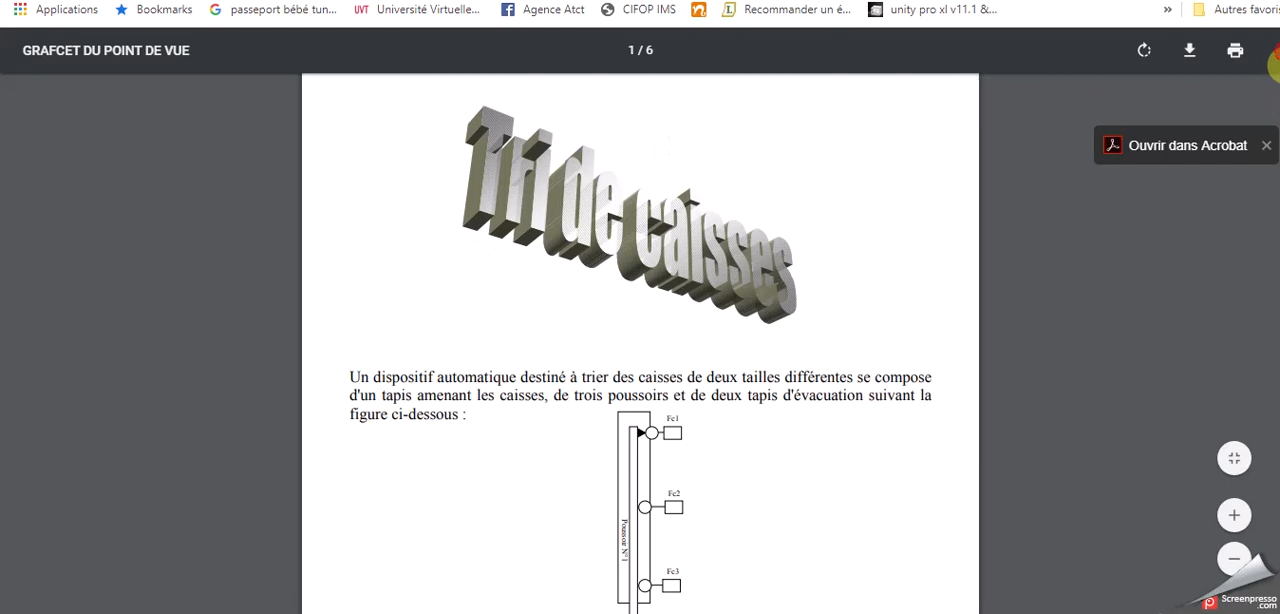 Applications Bookmarks passeport bébé tun... Université Virtuelle... Agence Atct CIFOP IMS Recommander un é... unity pro xl v11.1 &... » Autres favoris
GRAFCET DU POINT DE VUE 1 / 6
Tri de caisses
Ouvrir dans Acrobat ×
Un dispositif automatique destiné à trier des caisses de deux tailles différentes se compose
d'un tapis amenant les caisses, de trois poussoirs et de deux tapis d'évacuation suivant la
figure ci-dessous :
Fc1
Fc2
Poussoir N°1
Fc3
Screenpresso
.com